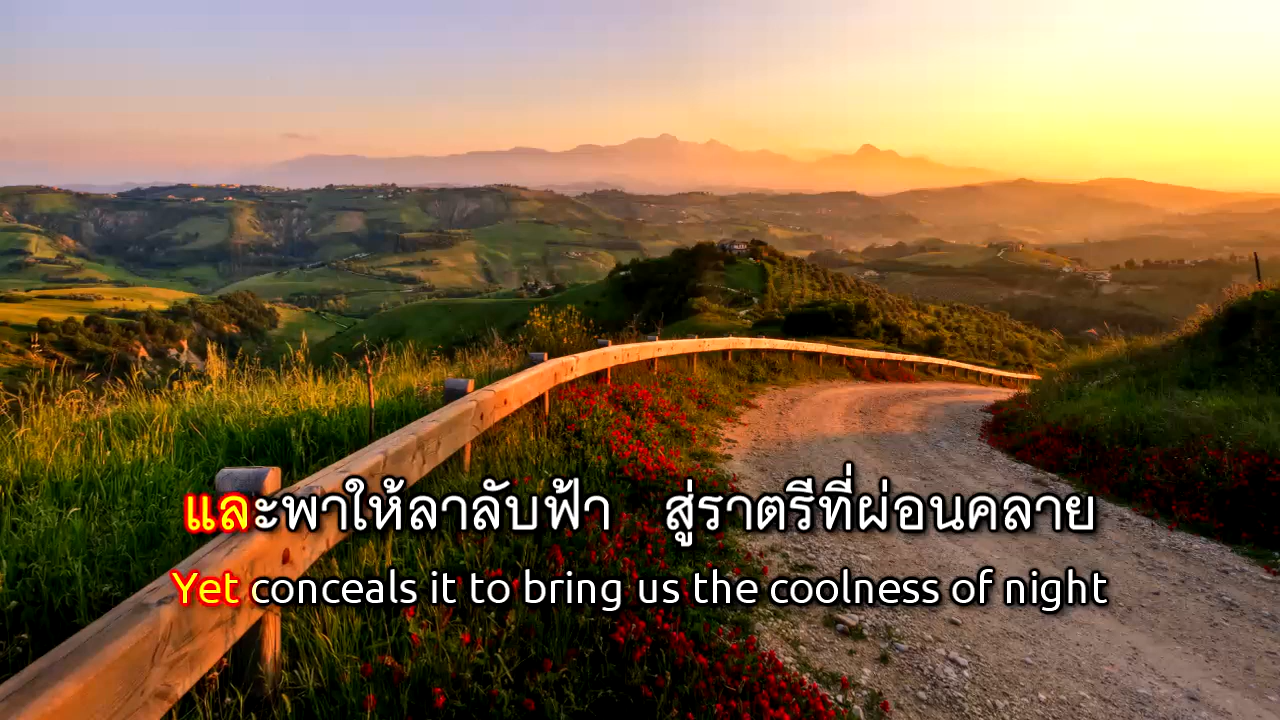 และพาให้ลาลับฟ้า สู่ราตรีที่ผ่อนคลาย
Yet conceals it to bring us the coolness of night